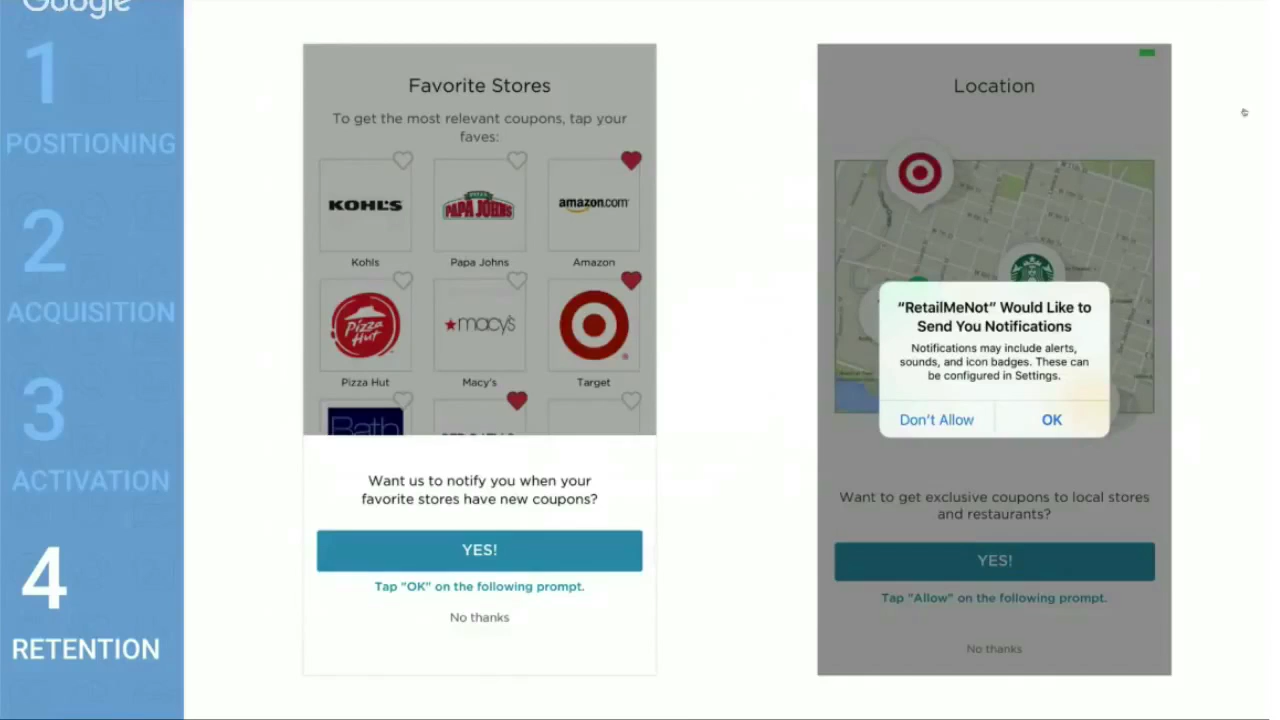 Google
1
POSITIONING
2
ACQUISITION
3
ACTIVATION
4
RETENTION
Favorite Stores
To get the most relevant coupons, tap your
faves:
KOHL'S
PIZZA
PAPA JOHNS
amazon.com
Kohls
Papa Johns
Amazon
Pizza Hut
macy's
Pizza Hut
Macy's
Target
Bath
Want us to notify you when your
favorite stores have new coupons?
YES!
Tap "OK" on the following prompt.
No thanks
Location
"RetailMeNot" Would Like to
Send You Notifications
Notifications may include alerts,
sounds, and icon badges. These can
be configured in Settings.
Don't Allow
OK
Want to get exclusive coupons to local stores
and restaurants?
YES!
Tap "Allow" on the following prompt.
No thanks